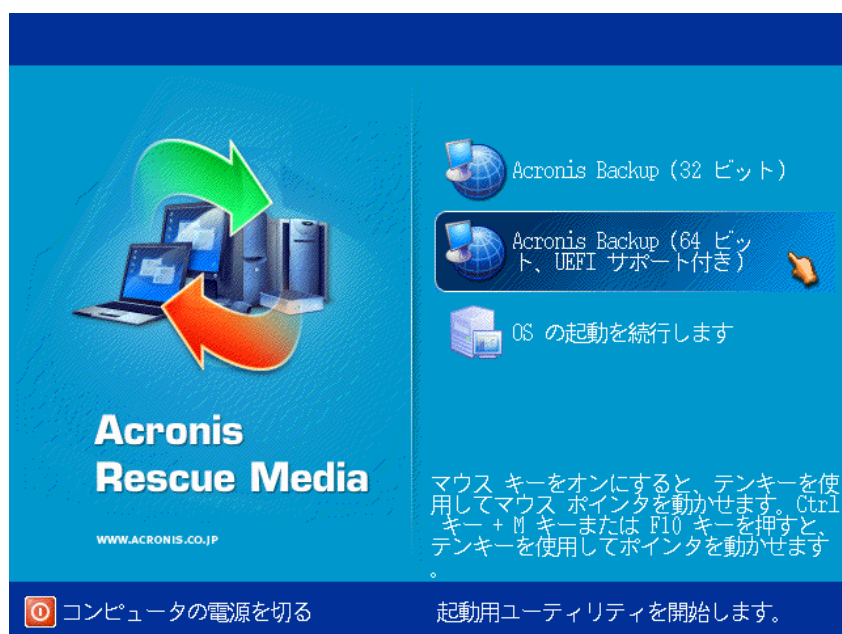 Acronis Backup (32 ビット)
Acronis Backup (64 ビッ
ト、UEFI サポート付き)
OS の起動を続行します
Acronis
Rescue Media
WWW.ACRONIS.CO.JP
マウス キーをオンにすると、テンキーを使
用してマウス ポインタを動かせます。Ctrl
キー + M キーまたは F10 キーを押すと、
テンキーを使用してポインタを動かせます
。
コンピュータの電源を切る
起動用ユーティリティを開始します。